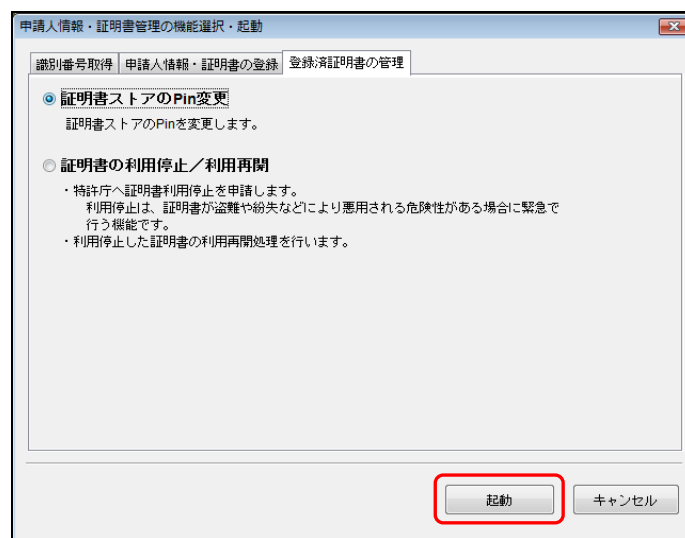 申請人情報・証明書管理の機能選択・起動
識別番号取得 申請人情報・証明書の登録 登録済証明書の管理
証明書ストアのPin変更
証明書ストアのPinを変更します。
証明書の利用停止／利用再開
・特許庁へ証明書利用停止を申請します。
利用停止は、証明書が盗難や紛失などにより悪用される危険性がある場合に緊急で
行う機能です。
・利用停止した証明書の利用再開処理を行います。
起動 キャンセル